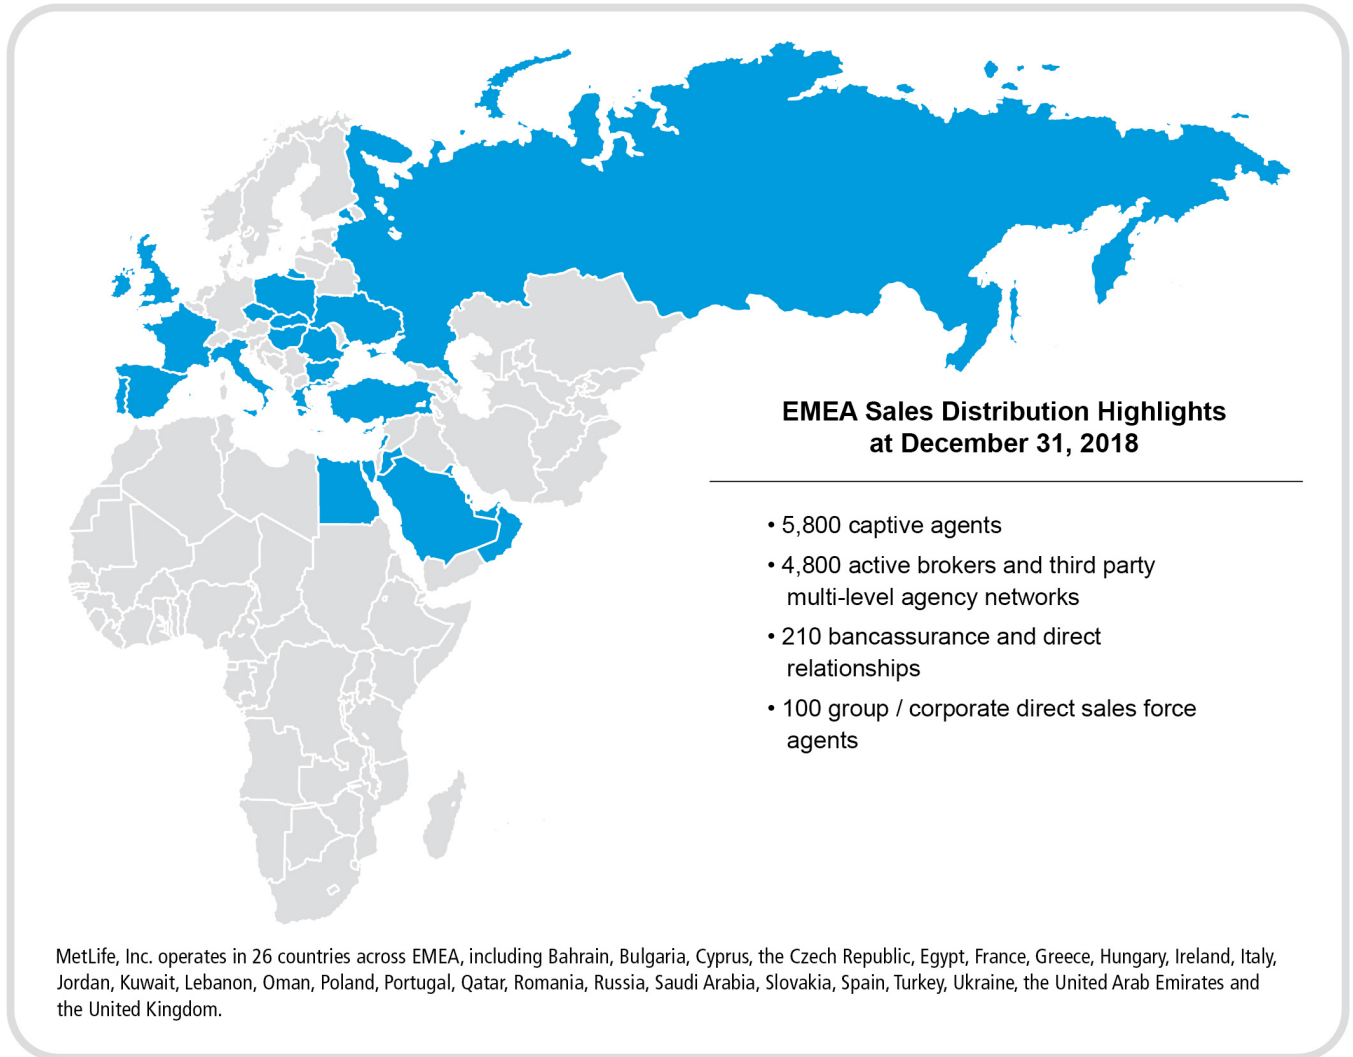 EMEA Sales Distribution Highlights
at December 31, 2018
• 5,800 captive agents
• 4,800 active brokers and third party
multi-level agency networks
• 210 bancassurance and direct
relationships
• 100 group / corporate direct sales force
agents
MetLife, Inc. operates in 26 countries across EMEA, including Bahrain, Bulgaria, Cyprus, the Czech Republic, Egypt, France, Greece, Hungary, Ireland, Italy,
Jordan, Kuwait, Lebanon, Oman, Poland, Portugal, Qatar, Romania, Russia, Saudi Arabia, Slovakia, Spain, Turkey, Ukraine, the United Arab Emirates and
the United Kingdom.